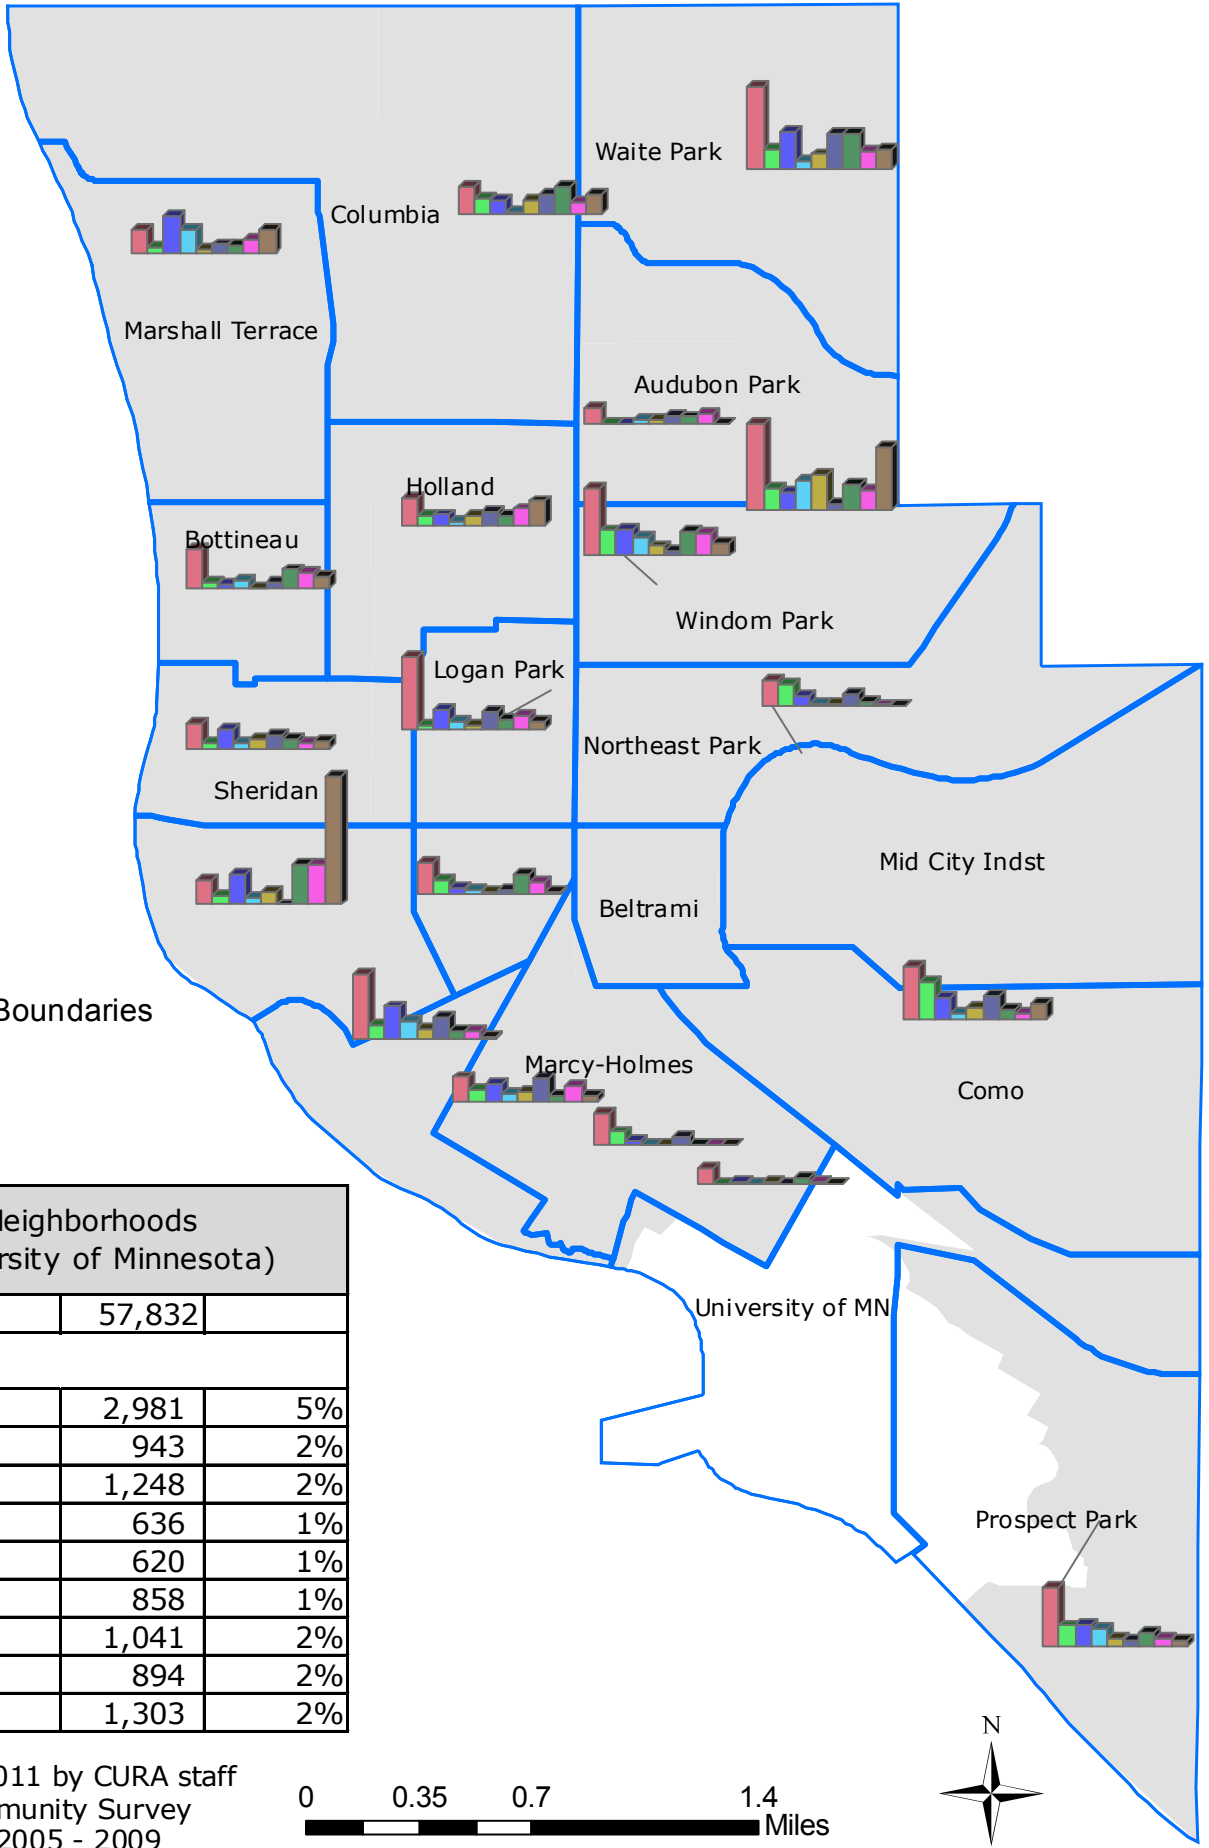 Waite Park
Columbia
Marshall Terrace
Audubon Park
Holland
Bottineau
Windom Park
Logan Park
Northeast Park
Sheridan
Mid City Indst
Beltrami
Boundaries
Marcy-Holmes
Como
University of MN
Prospect Park
eighborhoods
rsity of Minnesota)
57,832
2,981 5%
943 2%
1,248 2%
636 1%
620 1%
858 1%
1,041 2%
894 2%
1,303 2%
N
011 by CURA staff
munity Survey
2005 - 2009
0 0.35 0.7 1.4
Miles